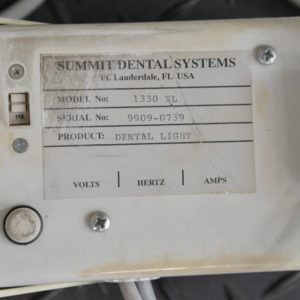 SUMMIT DENTAL SYSTEMS
Ft. Lauderdale, FL USA
MODEL No: 1330 XL
SERIAL No: 9909-0739
PRODUCT: DENTAL LIGHT
VOLTS HERTZ AMPS